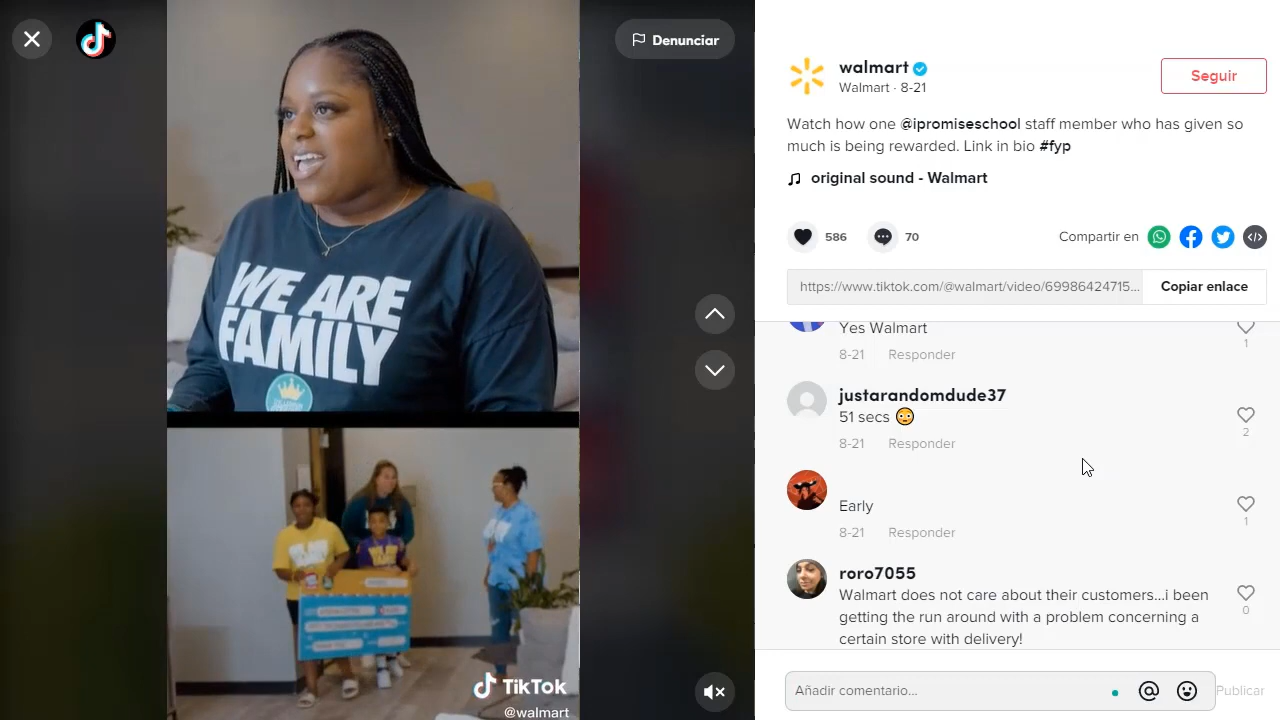 Denunciar
WE ARE
FAMILY
TikTok
@walmart
walmart
Walmart · 8-21
Seguir
Watch how one @ipromiseschool staff member who has given so
much is being rewarded. Link in bio #fyp
original sound - Walmart
586
70
Compartir en
https://www.tiktok.com/@walmart/video/69986424715...
Copiar enlace
Yes Walmart
1
8-21 Responder
justarandomdude37
51 secs 😳
2
8-21 Responder
Early
1
8-21 Responder
roro7055
Walmart does not care about their customers...i been
getting the run around with a problem concerning a
certain store with delivery!
0
Añadir comentario...
Publicar